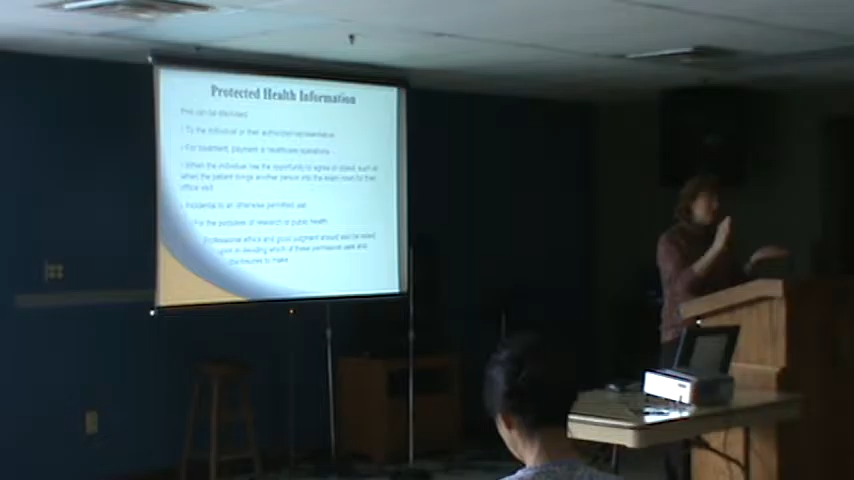 Protected Health Information
PHI can be disclosed:
To the individual or their authorized representative
For treatment, payment or healthcare operations
When the individual has the opportunity to agree or object, such as
when the patient brings another person into the exam room for their
office visit
Incidental to an otherwise permitted use
For the purposes of research or public health
Professional ethics and good judgment should also be relied
upon in deciding which of these permissive uses and
disclosures to make